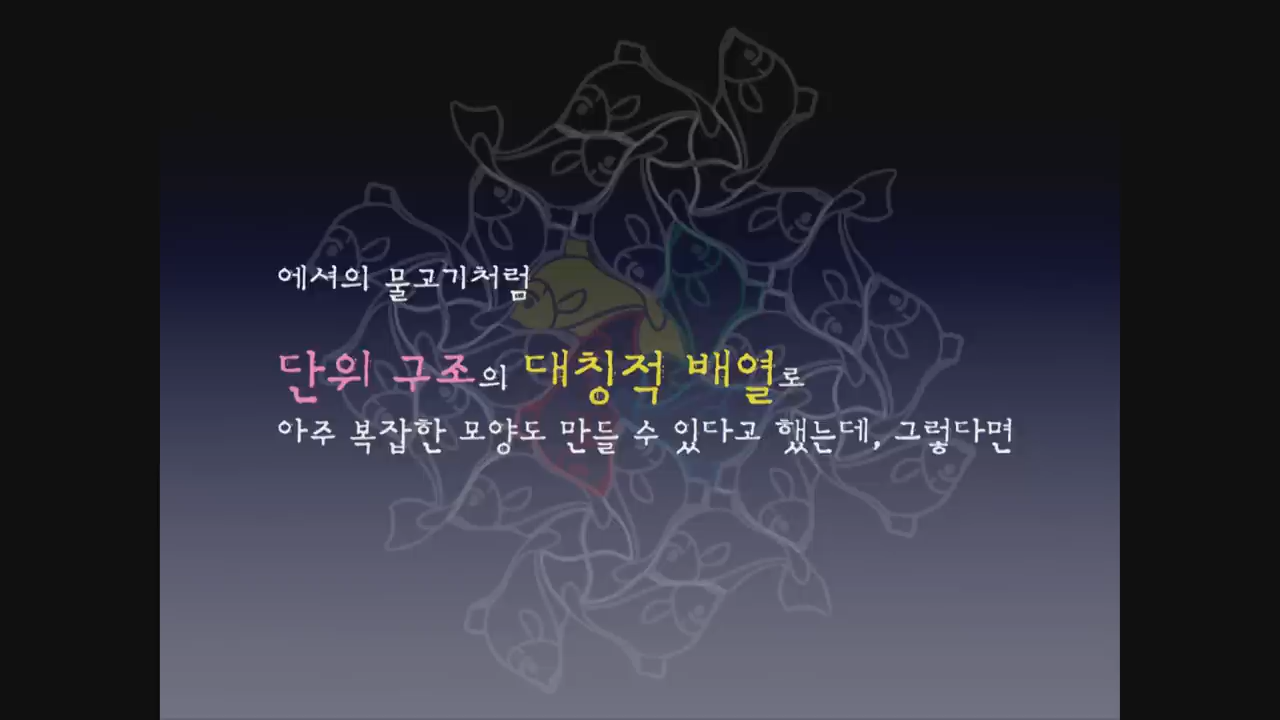 에셔의 물고기처럼
단위 구조의 대칭적 배열로
아주 복잡한 모양도 만들 수 있다고 했는데, 그렇다면